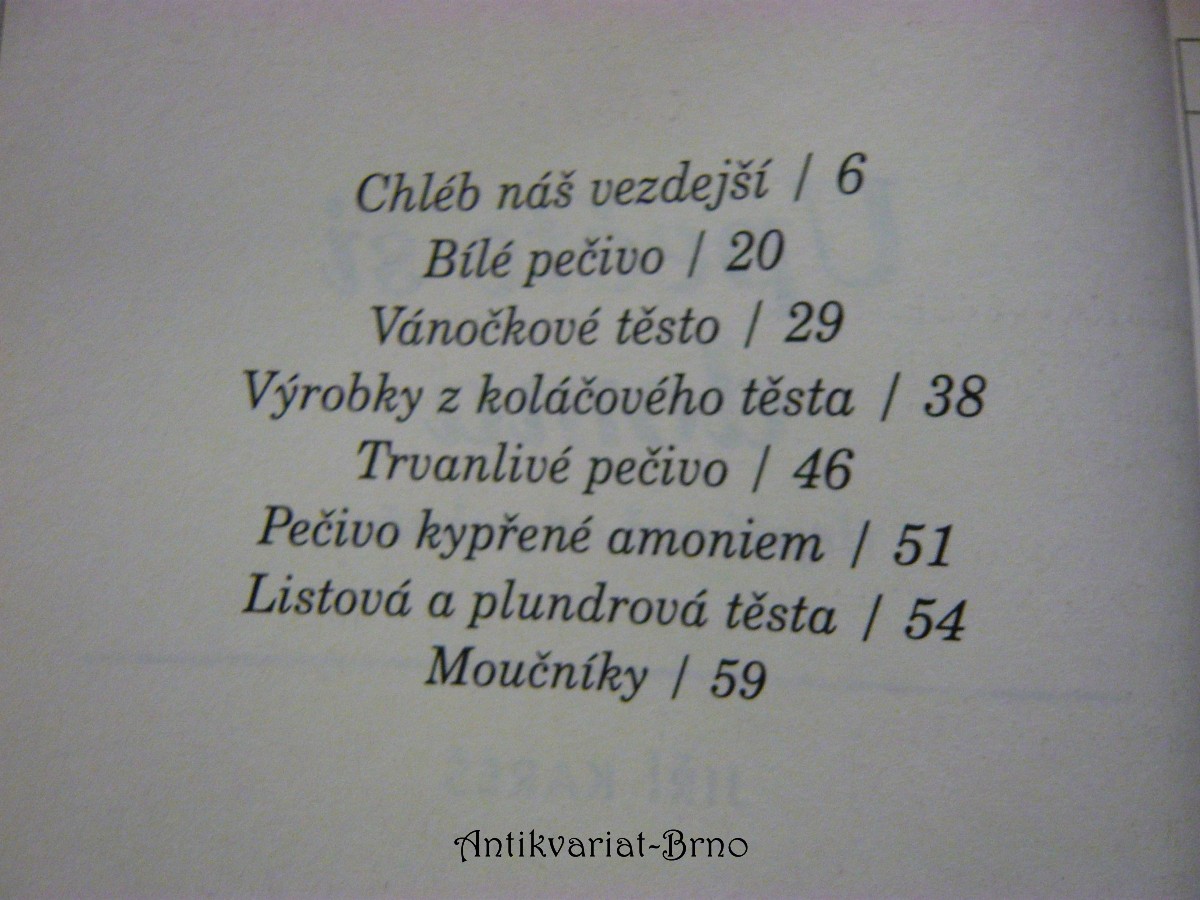 Chléb náš vezdejší / 6
Bílé pečivo / 20
Vánočkové těsto / 29
Výrobky z koláčového těsta / 38
Trvanlivé pečivo / 46
Pečivo kypřené amoniem / 51
Listová a plundrová těsta / 54
Moučníky / 59
Antikvariat-Brno